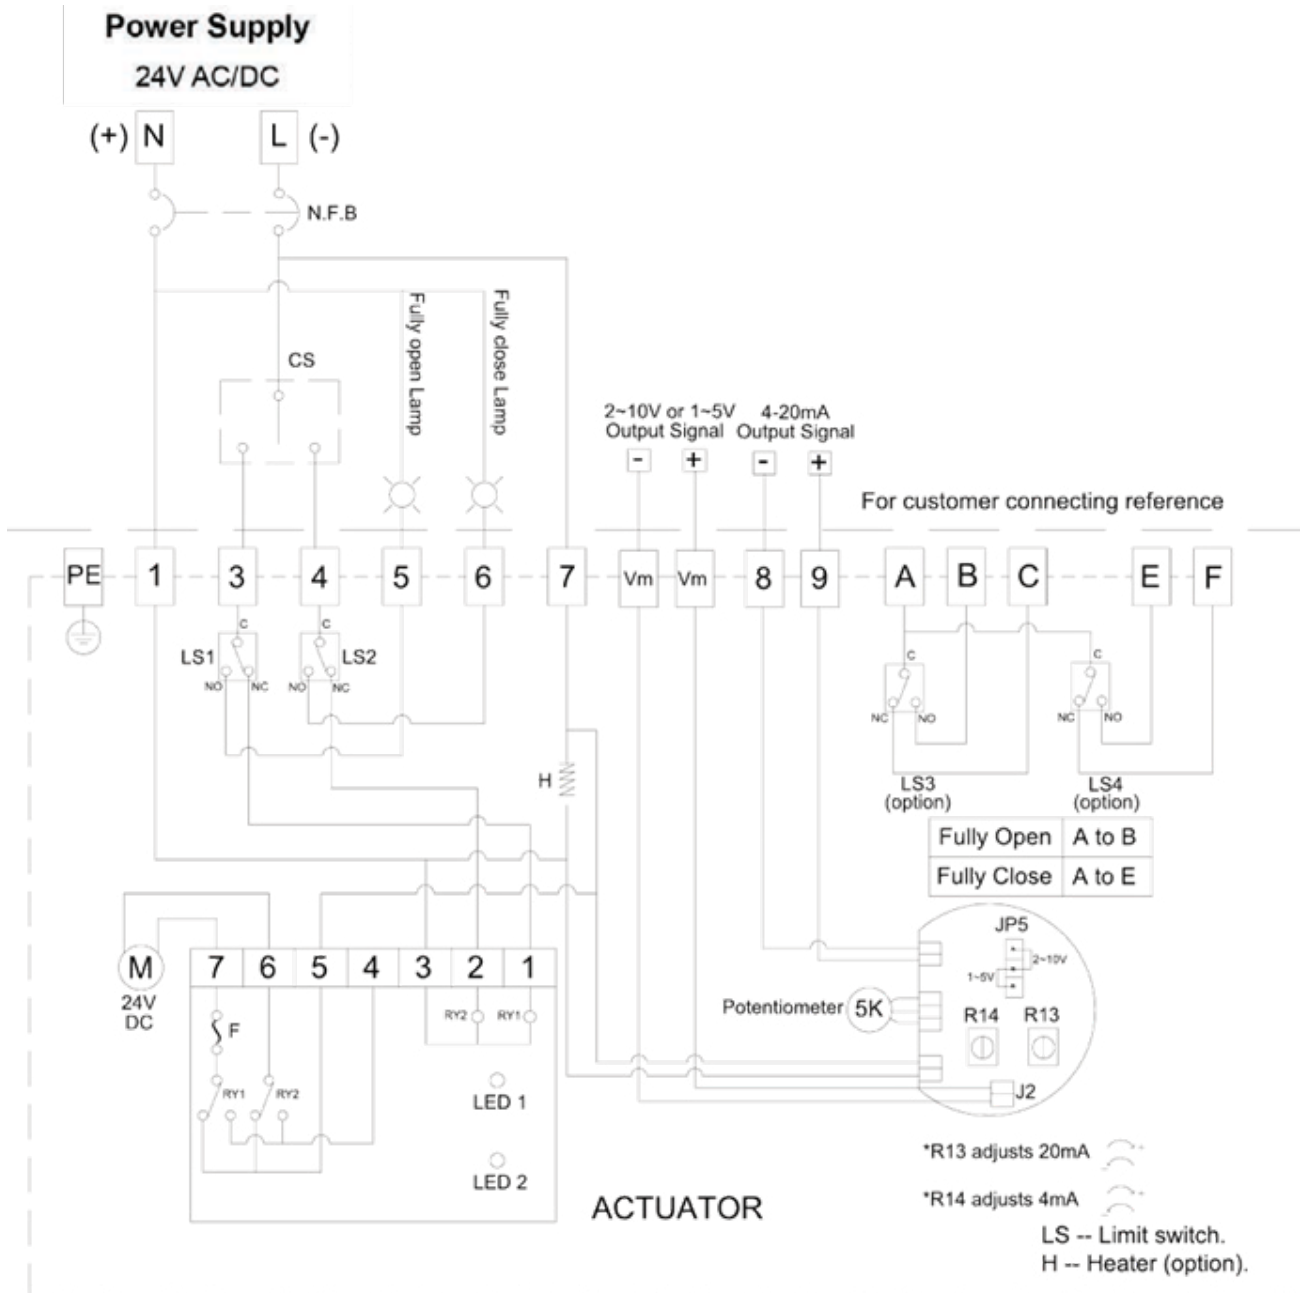 Power Supply
24V AC/DC
(+) N L (-)
N.F.B
Fully open Lamp
Fully close Lamp
CS
2~10V or 1~5V 4-20mA
Output Signal Output Signal
- + - +
For customer connecting reference
PE 1 3 4 5 6 7 Vm Vm 8 9 A B C E F
C C
LS1 LS2
NO NC NO NC
C C
NC NO NC NO
H
LS3 LS4
(option) (option)
Fully Open A to B
Fully Close A to E
M
24V
DC
7 6 5 4 3 2 1
F
RY2 RY1
RY1 RY2
LED 1
LED 2
JP5
2~10V
1~5V
Potentiometer 5K
R14 R13
J2
*R13 adjusts 20mA - +
*R14 adjusts 4mA - +
ACTUATOR
LS -- Limit switch.
H -- Heater (option).